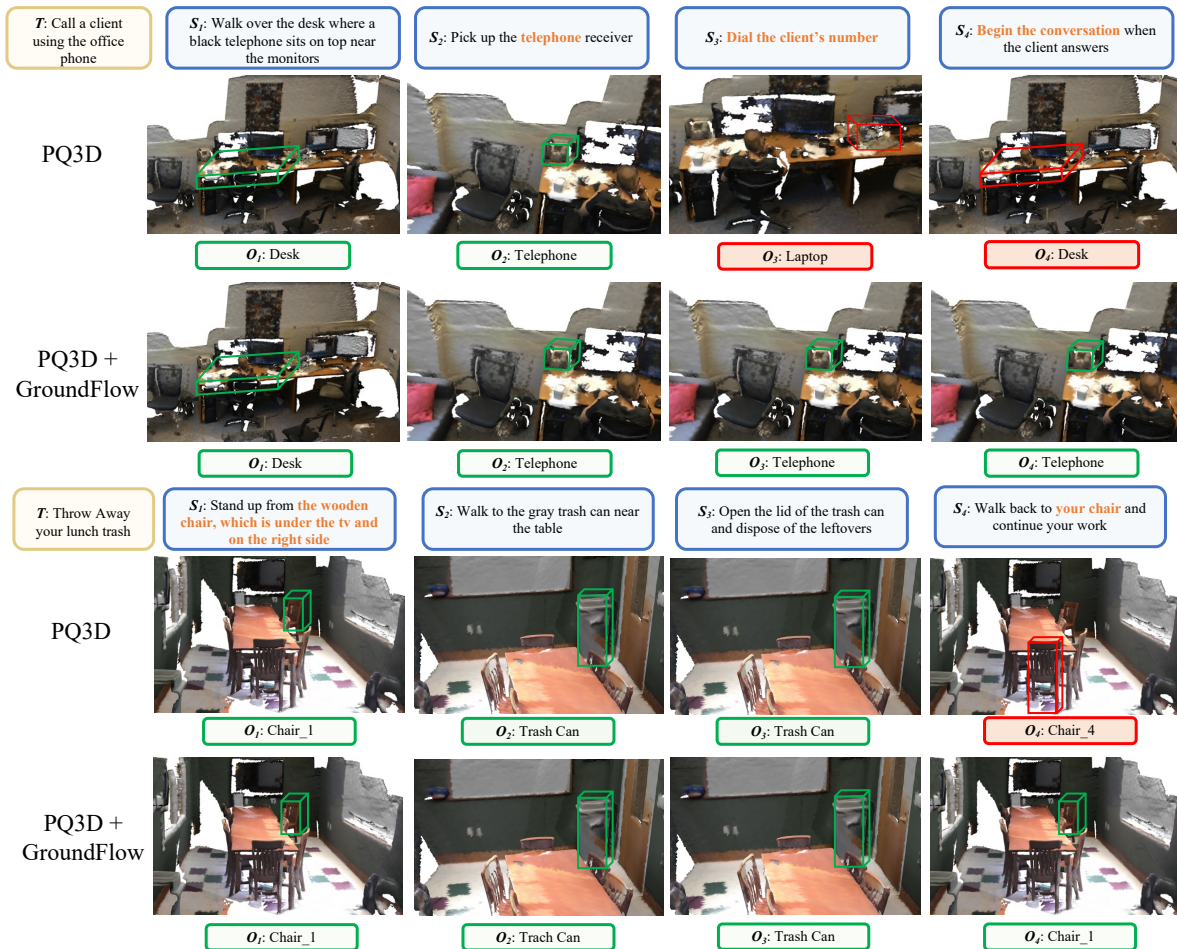 T: Call a client
using the office
phone
S1: Walk over the desk where a
black telephone sits on top near
the monitors
S2: Pick up the telephone receiver
S3: Dial the client's number
S4: Begin the conversation when
the client answers
PQ3D
O1: Desk
O2: Telephone
O3: Laptop
O4: Desk
PQ3D +
GroundFlow
O1: Desk
O2: Telephone
O3: Telephone
O4: Telephone
T: Throw Away
your lunch trash
S1: Stand up from the wooden
chair, which is under the tv and
on the right side
S2: Walk to the gray trash can near
the table
S3: Open the lid of the trash can
and dispose of the leftovers
S4: Walk back to your chair and
continue your work
PQ3D
O1: Chair_1
O2: Trash Can
O3: Trash Can
O4: Chair_4
PQ3D +
GroundFlow
O1: Chair_1
O2: Trach Can
O3: Trash Can
O4: Chair_1